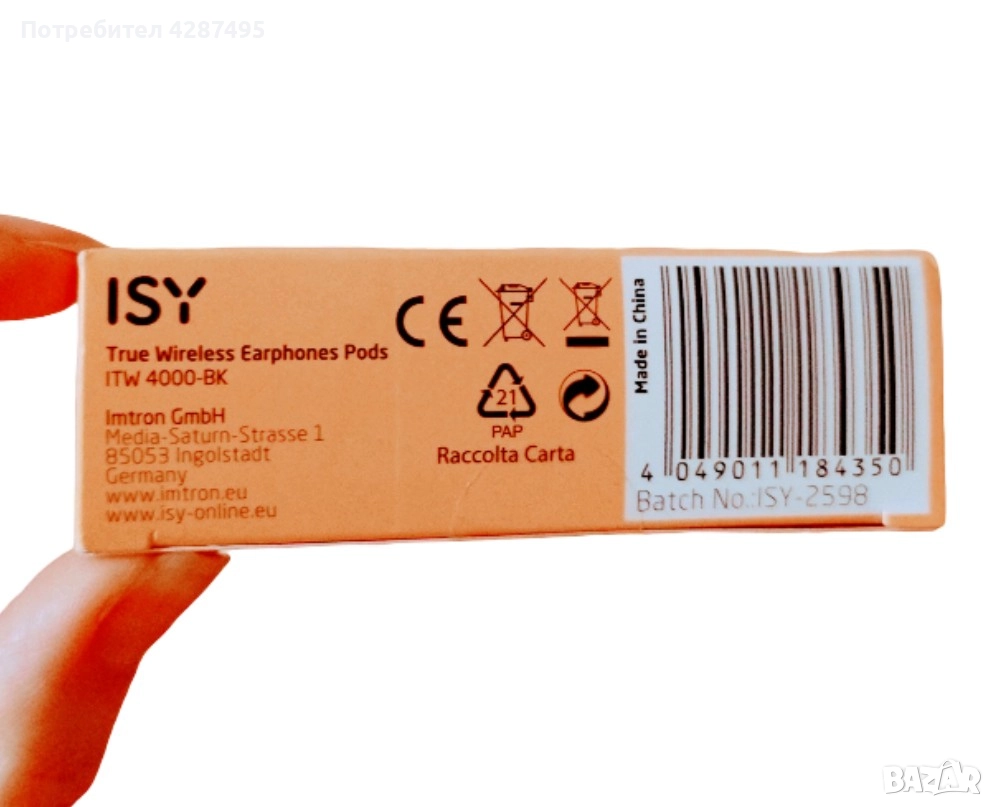 Потребител 4287495
ISY
True Wireless Earphones Pods
ITW 4000-BK
Imtron GmbH
Media-Saturn-Strasse 1
85053 Ingolstadt
Germany
www.imtron.eu
www.isy-online.eu
CE
21
PAP
Raccolta Carta
Made in China
4 049011 184350
Batch No.:ISY-2598
BAZAR